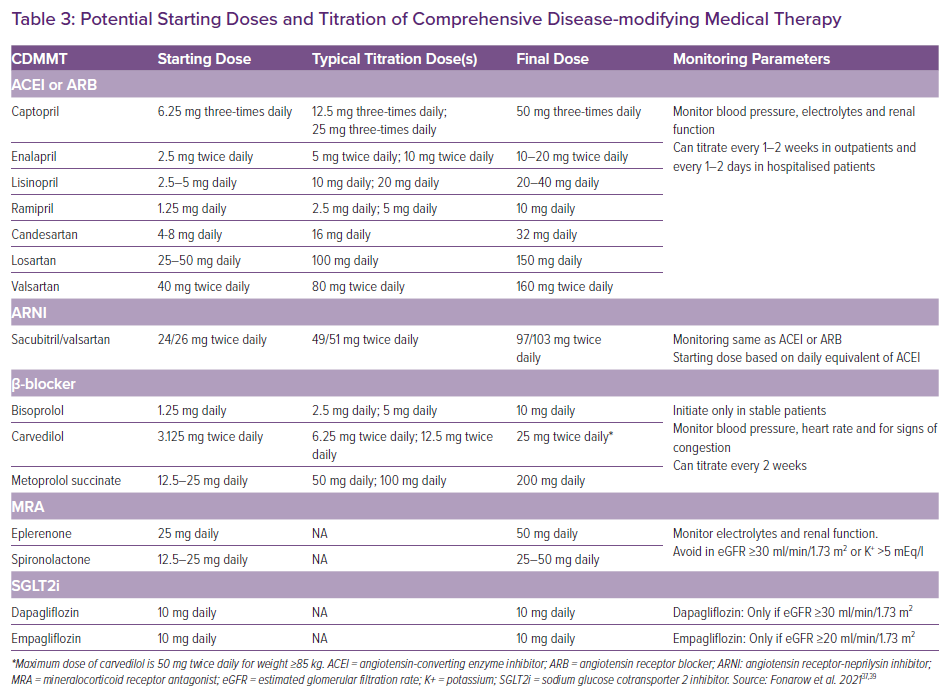 Table 3: Potential Starting Doses and Titration of Comprehensive Disease-modifying Medical Therapy
CDMMT Starting Dose Typical Titration Dose(s) Final Dose Monitoring Parameters
ACEI or ARB
Captopril 6.25 mg three-times daily 12.5 mg three-times daily; 50 mg three-times daily Monitor blood pressure, electrolytes and renal
25 mg three-times daily function
Can titrate every 1–2 weeks in outpatients and
Enalapril 2.5 mg twice daily 5 mg twice daily; 10 mg twice daily 10–20 mg twice daily every 1–2 days in hospitalised patients
Lisinopril 2.5–5 mg daily 10 mg daily; 20 mg daily 20–40 mg daily
Ramipril 1.25 mg daily 2.5 mg daily; 5 mg daily 10 mg daily
Candesartan 4-8 mg daily 16 mg daily 32 mg daily
Losartan 25–50 mg daily 100 mg daily 150 mg daily
Valsartan 40 mg twice daily 80 mg twice daily 160 mg twice daily
ARNI
Sacubitril/valsartan 24/26 mg twice daily 49/51 mg twice daily 97/103 mg twice Monitoring same as ACEI or ARB
daily Starting dose based on daily equivalent of ACEI
β-blocker
Bisoprolol 1.25 mg daily 2.5 mg daily; 5 mg daily 10 mg daily Initiate only in stable patients
Carvedilol 3.125 mg twice daily 6.25 mg twice daily; 12.5 mg twice 25 mg twice daily* Monitor blood pressure, heart rate and for signs of
daily congestion
Can titrate every 2 weeks
Metoprolol succinate 12.5–25 mg daily 50 mg daily; 100 mg daily 200 mg daily
MRA
Eplerenone 25 mg daily NA 50 mg daily Monitor electrolytes and renal function.
Spironolactone 12.5–25 mg daily NA 25–50 mg daily Avoid in eGFR ≥30 ml/min/1.73 m² or K⁺ >5 mEq/l
SGLT2i
Dapagliflozin 10 mg daily NA 10 mg daily Dapagliflozin: Only if eGFR ≥30 ml/min/1.73 m²
Empagliflozin 10 mg daily NA 10 mg daily Empagliflozin: Only if eGFR ≥20 ml/min/1.73 m²
*Maximum dose of carvedilol is 50 mg twice daily for weight ≥85 kg. ACEI = angiotensin-converting enzyme inhibitor; ARB = angiotensin receptor blocker; ARNI: angiotensin receptor-neprilysin inhibitor;
MRA = mineralocorticoid receptor antagonist; eGFR = estimated glomerular filtration rate; K+ = potassium; SGLT2i = sodium glucose cotransporter 2 inhibitor. Source: Fonarow et al. 2021³⁷,³⁹